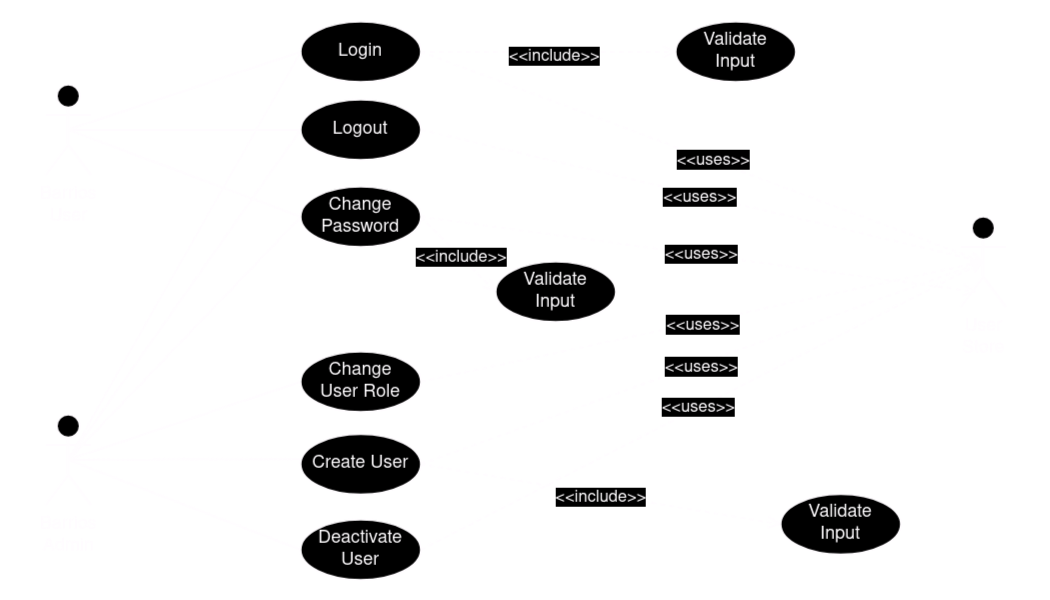 Login
<<include>>
Validate
Input
Logout
<<uses>>
<<uses>>
Change
Password
<<include>>
<<uses>>
Validate
Input
<<uses>>
Change
User Role
<<uses>>
<<uses>>
Create User
<<include>>
Validate
Input
Deactivate
User